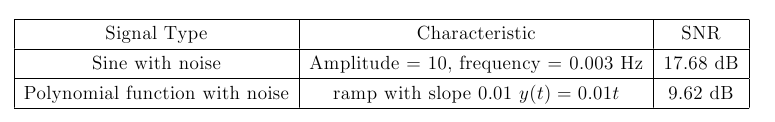 Signal Type Characteristic SNR
Sine with noise Amplitude = 10, frequency = 0.003 Hz 17.68 dB
Polynomial function with noise ramp with slope 0.01 y(t) = 0.01t 9.62 dB